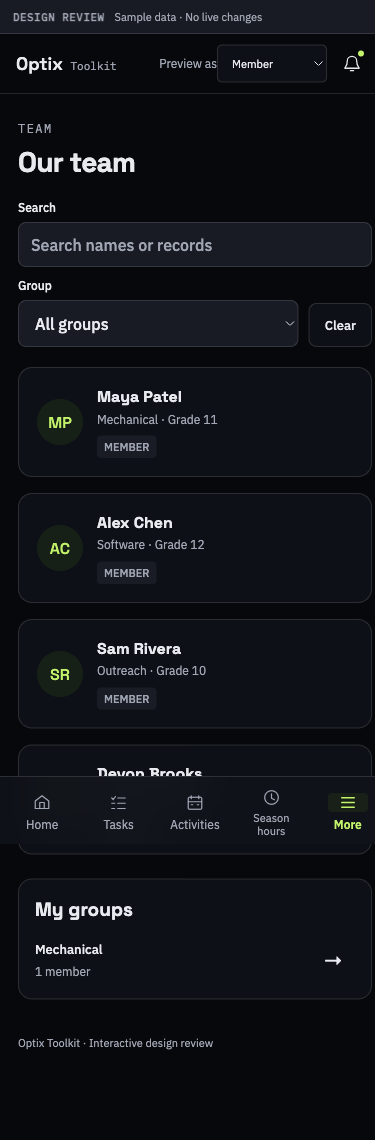 DESIGN REVIEW Sample data · No live changes
Optix Toolkit Preview as Member
TEAM
Our team
Search
Search names or records
Group
All groups Clear
MP Maya Patel
Mechanical · Grade 11
MEMBER
AC Alex Chen
Software · Grade 12
MEMBER
SR Sam Rivera
Outreach · Grade 10
MEMBER
Devon Brooks
Home Tasks Activities Season hours More
My groups
Mechanical
1 member
Optix Toolkit · Interactive design review